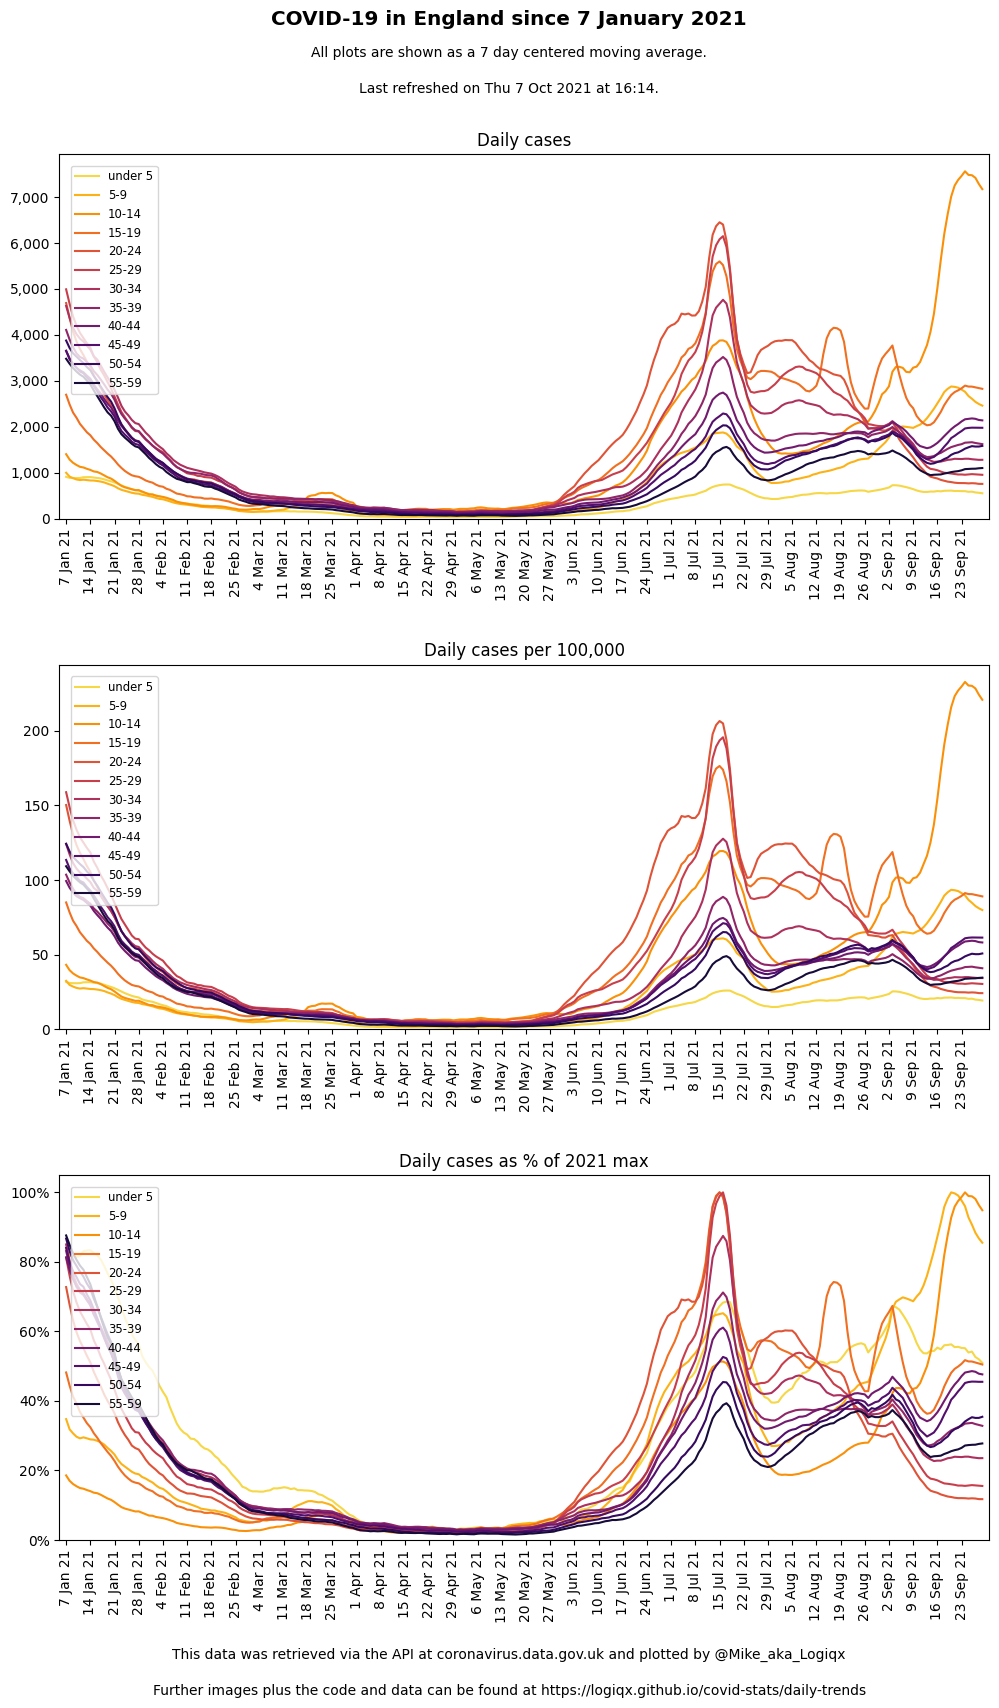 COVID-19 in England since 7 January 2021
All plots are shown as a 7 day centered moving average.
Last refreshed on Thu 7 Oct 2021 at 16:14.
Daily cases
7,000
6,000
5,000
4,000
3,000
2,000
1,000
0
under 5
5-9
10-14
15-19
20-24
25-29
30-34
35-39
40-44
45-49
50-54
55-59
7 Jan 21
14 Jan 21
21 Jan 21
28 Jan 21
4 Feb 21
11 Feb 21
18 Feb 21
25 Feb 21
4 Mar 21
11 Mar 21
18 Mar 21
25 Mar 21
1 Apr 21
8 Apr 21
15 Apr 21
22 Apr 21
29 Apr 21
6 May 21
13 May 21
20 May 21
27 May 21
3 Jun 21
10 Jun 21
17 Jun 21
24 Jun 21
1 Jul 21
8 Jul 21
15 Jul 21
22 Jul 21
29 Jul 21
5 Aug 21
12 Aug 21
19 Aug 21
26 Aug 21
2 Sep 21
9 Sep 21
16 Sep 21
23 Sep 21
Daily cases per 100,000
200
150
100
50
0
under 5
5-9
10-14
15-19
20-24
25-29
30-34
35-39
40-44
45-49
50-54
55-59
7 Jan 21
14 Jan 21
21 Jan 21
28 Jan 21
4 Feb 21
11 Feb 21
18 Feb 21
25 Feb 21
4 Mar 21
11 Mar 21
18 Mar 21
25 Mar 21
1 Apr 21
8 Apr 21
15 Apr 21
22 Apr 21
29 Apr 21
6 May 21
13 May 21
20 May 21
27 May 21
3 Jun 21
10 Jun 21
17 Jun 21
24 Jun 21
1 Jul 21
8 Jul 21
15 Jul 21
22 Jul 21
29 Jul 21
5 Aug 21
12 Aug 21
19 Aug 21
26 Aug 21
2 Sep 21
9 Sep 21
16 Sep 21
23 Sep 21
Daily cases as % of 2021 max
100%
80%
60%
40%
20%
0%
under 5
5-9
10-14
15-19
20-24
25-29
30-34
35-39
40-44
45-49
50-54
55-59
7 Jan 21
14 Jan 21
21 Jan 21
28 Jan 21
4 Feb 21
11 Feb 21
18 Feb 21
25 Feb 21
4 Mar 21
11 Mar 21
18 Mar 21
25 Mar 21
1 Apr 21
8 Apr 21
15 Apr 21
22 Apr 21
29 Apr 21
6 May 21
13 May 21
20 May 21
27 May 21
3 Jun 21
10 Jun 21
17 Jun 21
24 Jun 21
1 Jul 21
8 Jul 21
15 Jul 21
22 Jul 21
29 Jul 21
5 Aug 21
12 Aug 21
19 Aug 21
26 Aug 21
2 Sep 21
9 Sep 21
16 Sep 21
23 Sep 21
This data was retrieved via the API at coronavirus.data.gov.uk and plotted by @Mike_aka_Logiqx
Further images plus the code and data can be found at https://logiqx.github.io/covid-stats/daily-trends